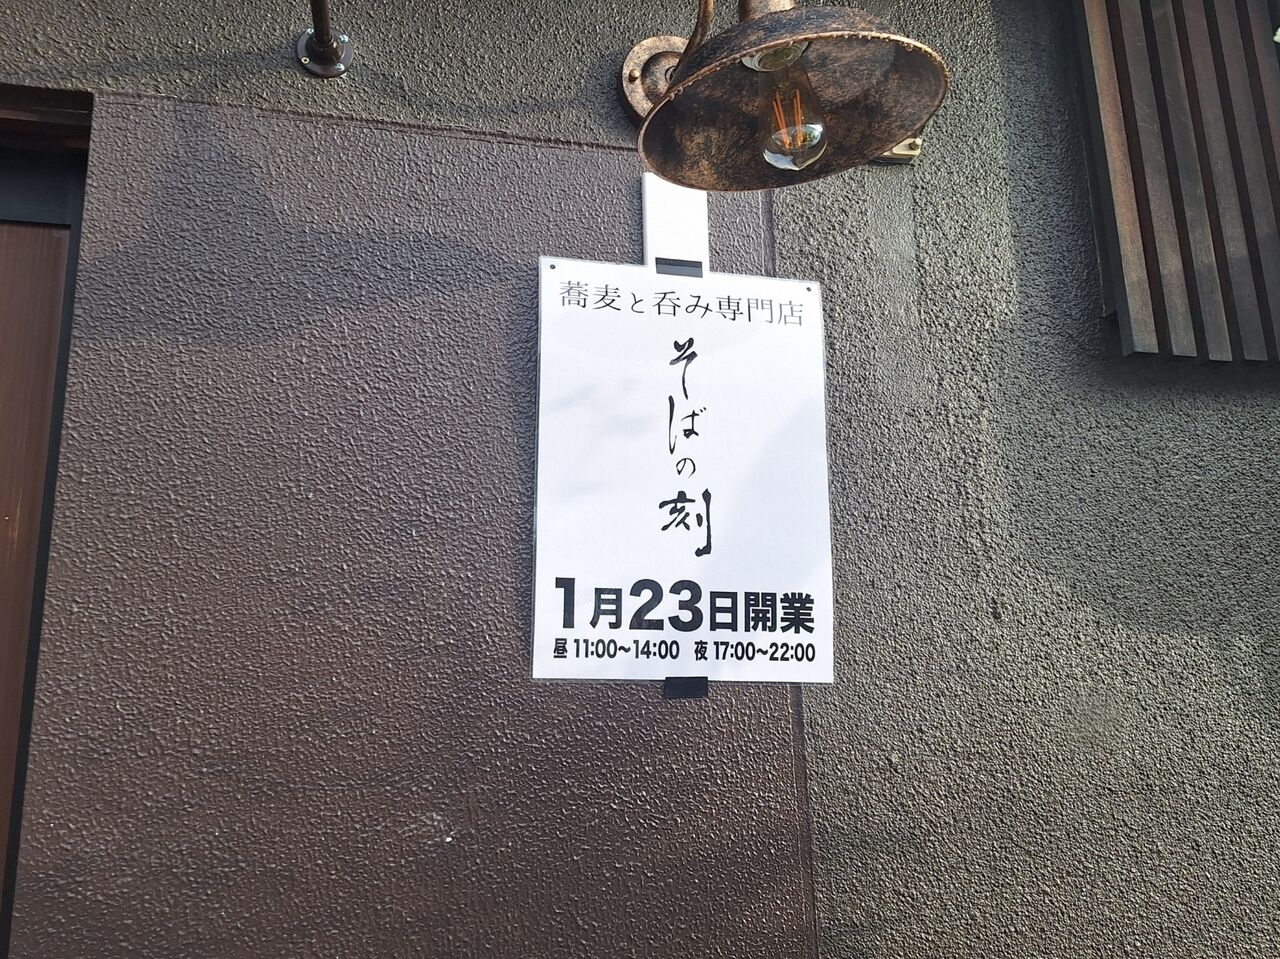 蕎麦と呑み専門店
そばの刻
1月23日開業
昼 11:00~14:00 夜 17:00~22:00